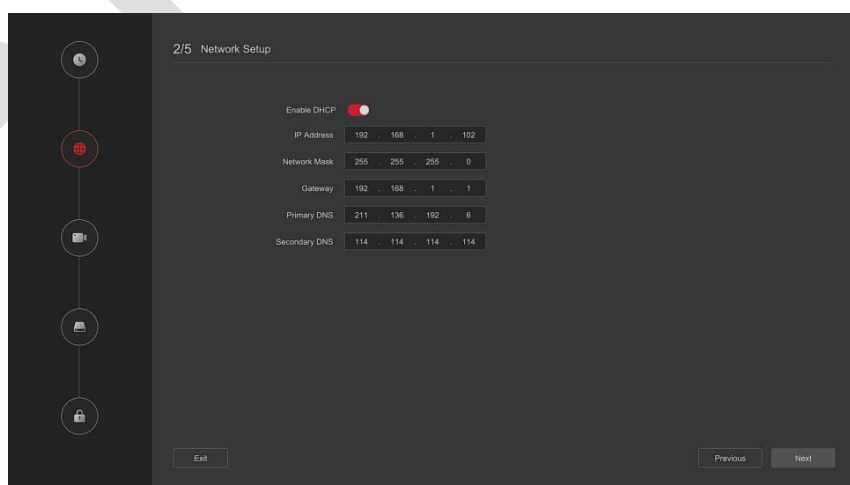 2/5 Network Setup
Enable DHCP
IP Address 192 . 168 . 1 . 102
Network Mask 255 . 255 . 255 . 0
Gateway 192 . 168 . 1 . 1
Primary DNS 211 . 136 . 192 . 6
Secondary DNS 114 . 114 . 114 . 114
Exit Previous Next